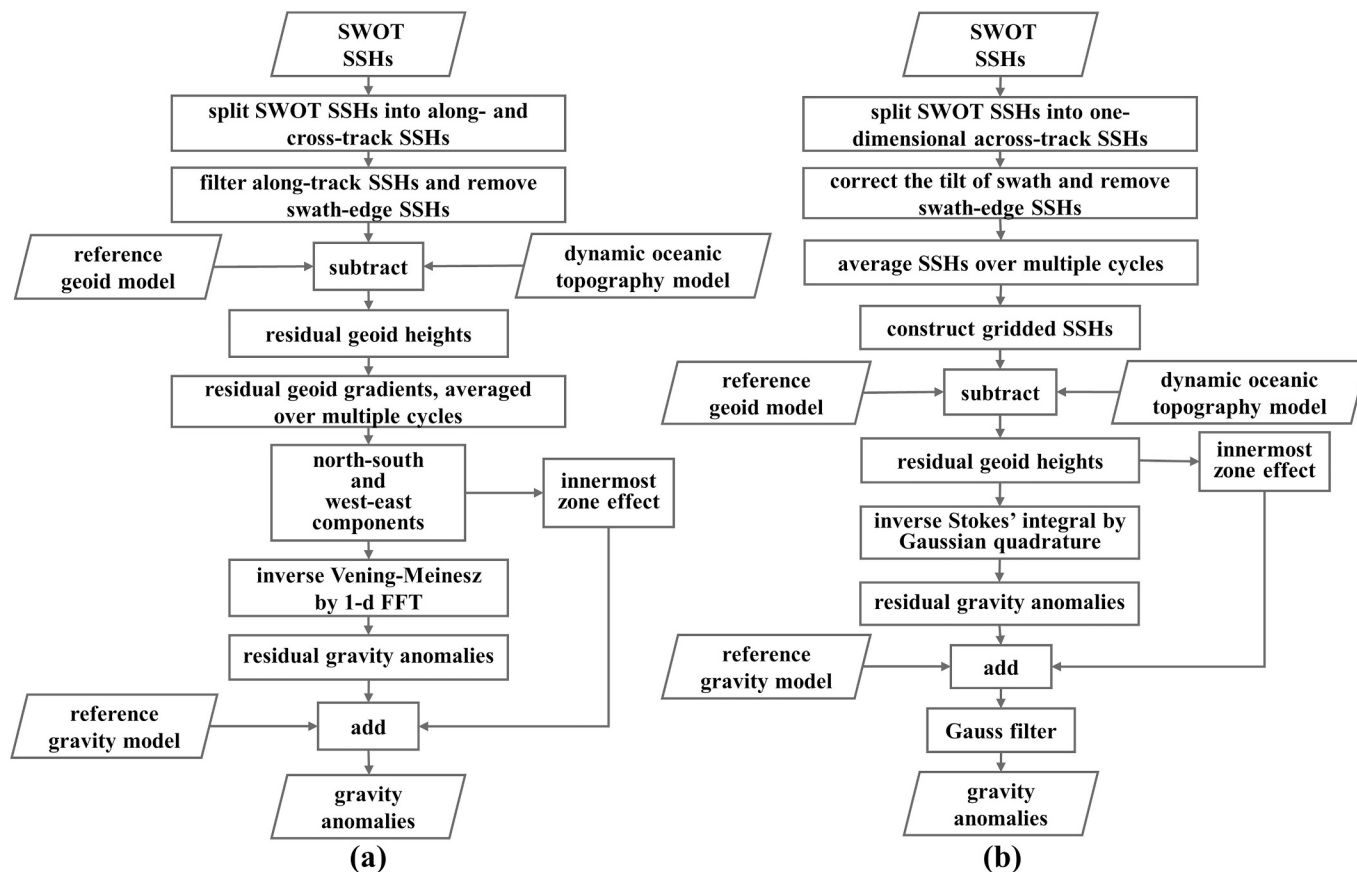 SWOT
SSHs
split SWOT SSHs into along- and
cross-track SSHs
filter along-track SSHs and remove
swath-edge SSHs
reference
geoid model
subtract
dynamic oceanic
topography model
residual geoid heights
residual geoid gradients, averaged
over multiple cycles
north-south
and
west-east
components
innermost
zone effect
inverse Vening-Meinesz
by 1-d FFT
residual gravity anomalies
reference
gravity model
add
gravity
anomalies
(a)
SWOT
SSHs
split SWOT SSHs into one-
dimensional across-track SSHs
correct the tilt of swath and remove
swath-edge SSHs
average SSHs over multiple cycles
construct gridded SSHs
reference
geoid model
subtract
dynamic oceanic
topography model
residual geoid heights
innermost
zone effect
inverse Stokes’ integral by
Gaussian quadrature
residual gravity anomalies
reference
gravity model
add
Gauss filter
gravity
anomalies
(b)